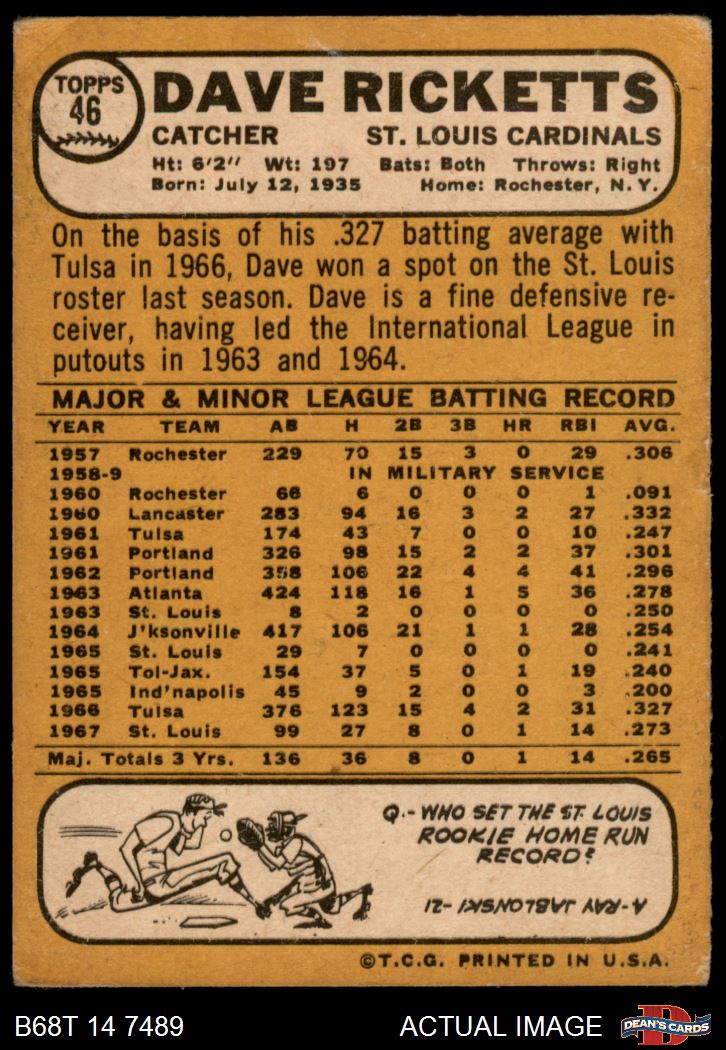 TOPPS
46
DAVE RICKETTS
CATCHER ST. LOUIS CARDINALS
Ht: 6'2" Wt: 197 Bats: Both Throws: Right
Born: July 12, 1935 Home: Rochester, N. Y.
On the basis of his .327 batting average with
Tulsa in 1966, Dave won a spot on the St. Louis
roster last season. Dave is a fine defensive re-
ceiver, having led the International League in
putouts in 1963 and 1964.
MAJOR & MINOR LEAGUE BATTING RECORD
YEAR TEAM AB H 2B 3B HR RBI AVG.
1957 Rochester 229 70 15 3 0 29 .306
1958-9 IN MILITARY SERVICE
1960 Rochester 66 6 0 0 0 1 .091
1960 Lancaster 283 94 16 3 2 27 .332
1961 Tulsa 174 43 7 0 0 10 .247
1961 Portland 326 98 15 2 2 37 .301
1962 Portland 358 106 22 4 4 41 .296
1963 Atlanta 424 118 16 1 5 36 .278
1963 St. Louis 8 2 0 0 0 0 .250
1964 J'ksonville 417 106 21 1 1 28 .254
1965 St. Louis 29 7 0 0 0 0 .241
1965 Tol-Jax. 154 37 5 0 1 19 .240
1965 Ind'napolis 45 9 2 0 0 3 .200
1966 Tulsa 376 123 15 4 2 31 .327
1967 St. Louis 99 27 8 0 1 14 .273
Maj. Totals 3 Yrs. 136 36 8 0 1 14 .265
Q.- WHO SET THE ST. LOUIS
ROOKIE HOME RUN
RECORD?
A-RAY JABLONSKI-21
©T.C.G. PRINTED IN U.S.A.
B68T 14 7489 ACTUAL IMAGE
D
DEAN'S CARDS